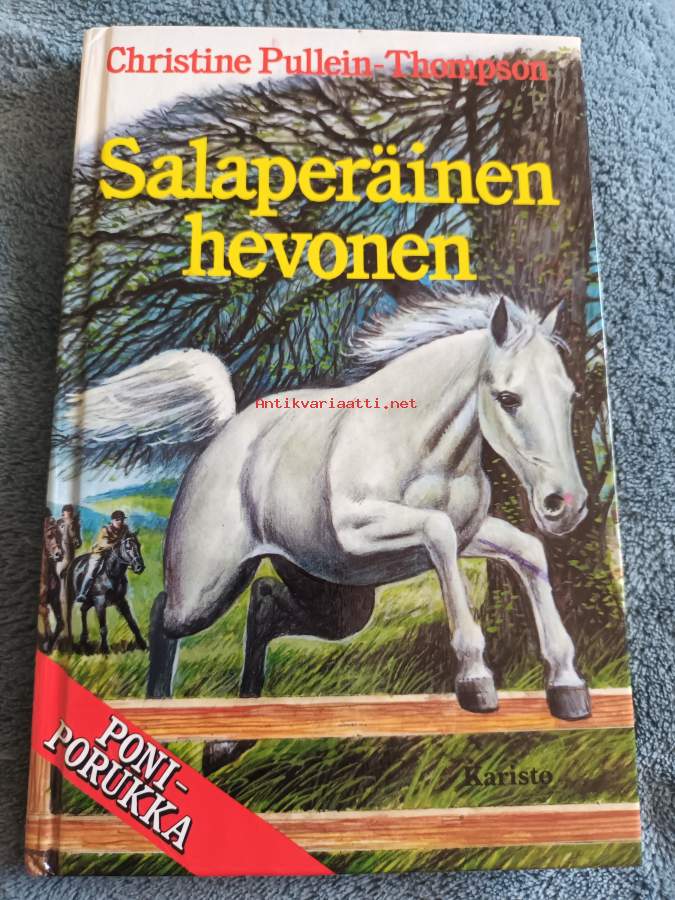 Christine Pullein-Thompson
Salaperäinen
hevonen
Antikvariaatti.net
PONI-
PORUKKA
Karisto